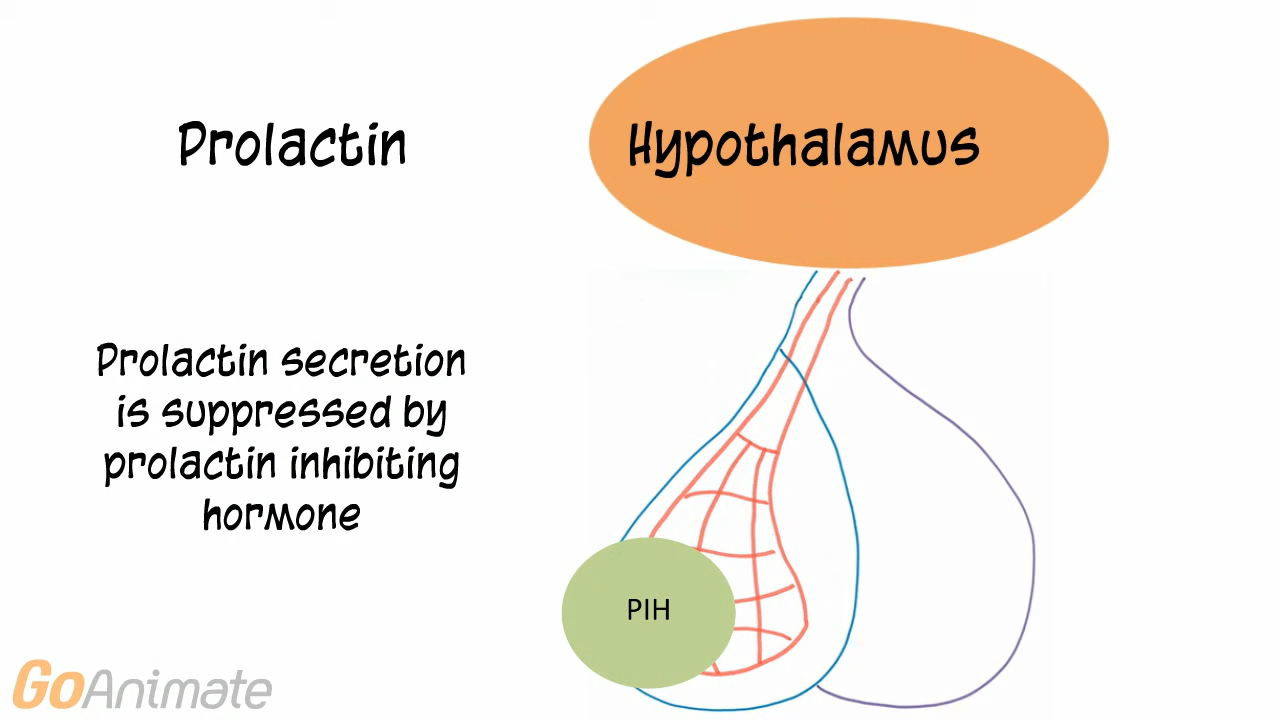 Prolactin
Hypothalamus
Prolactin secretion
is suppressed by
prolactin inhibiting
hormone
PIH
GoAnimate